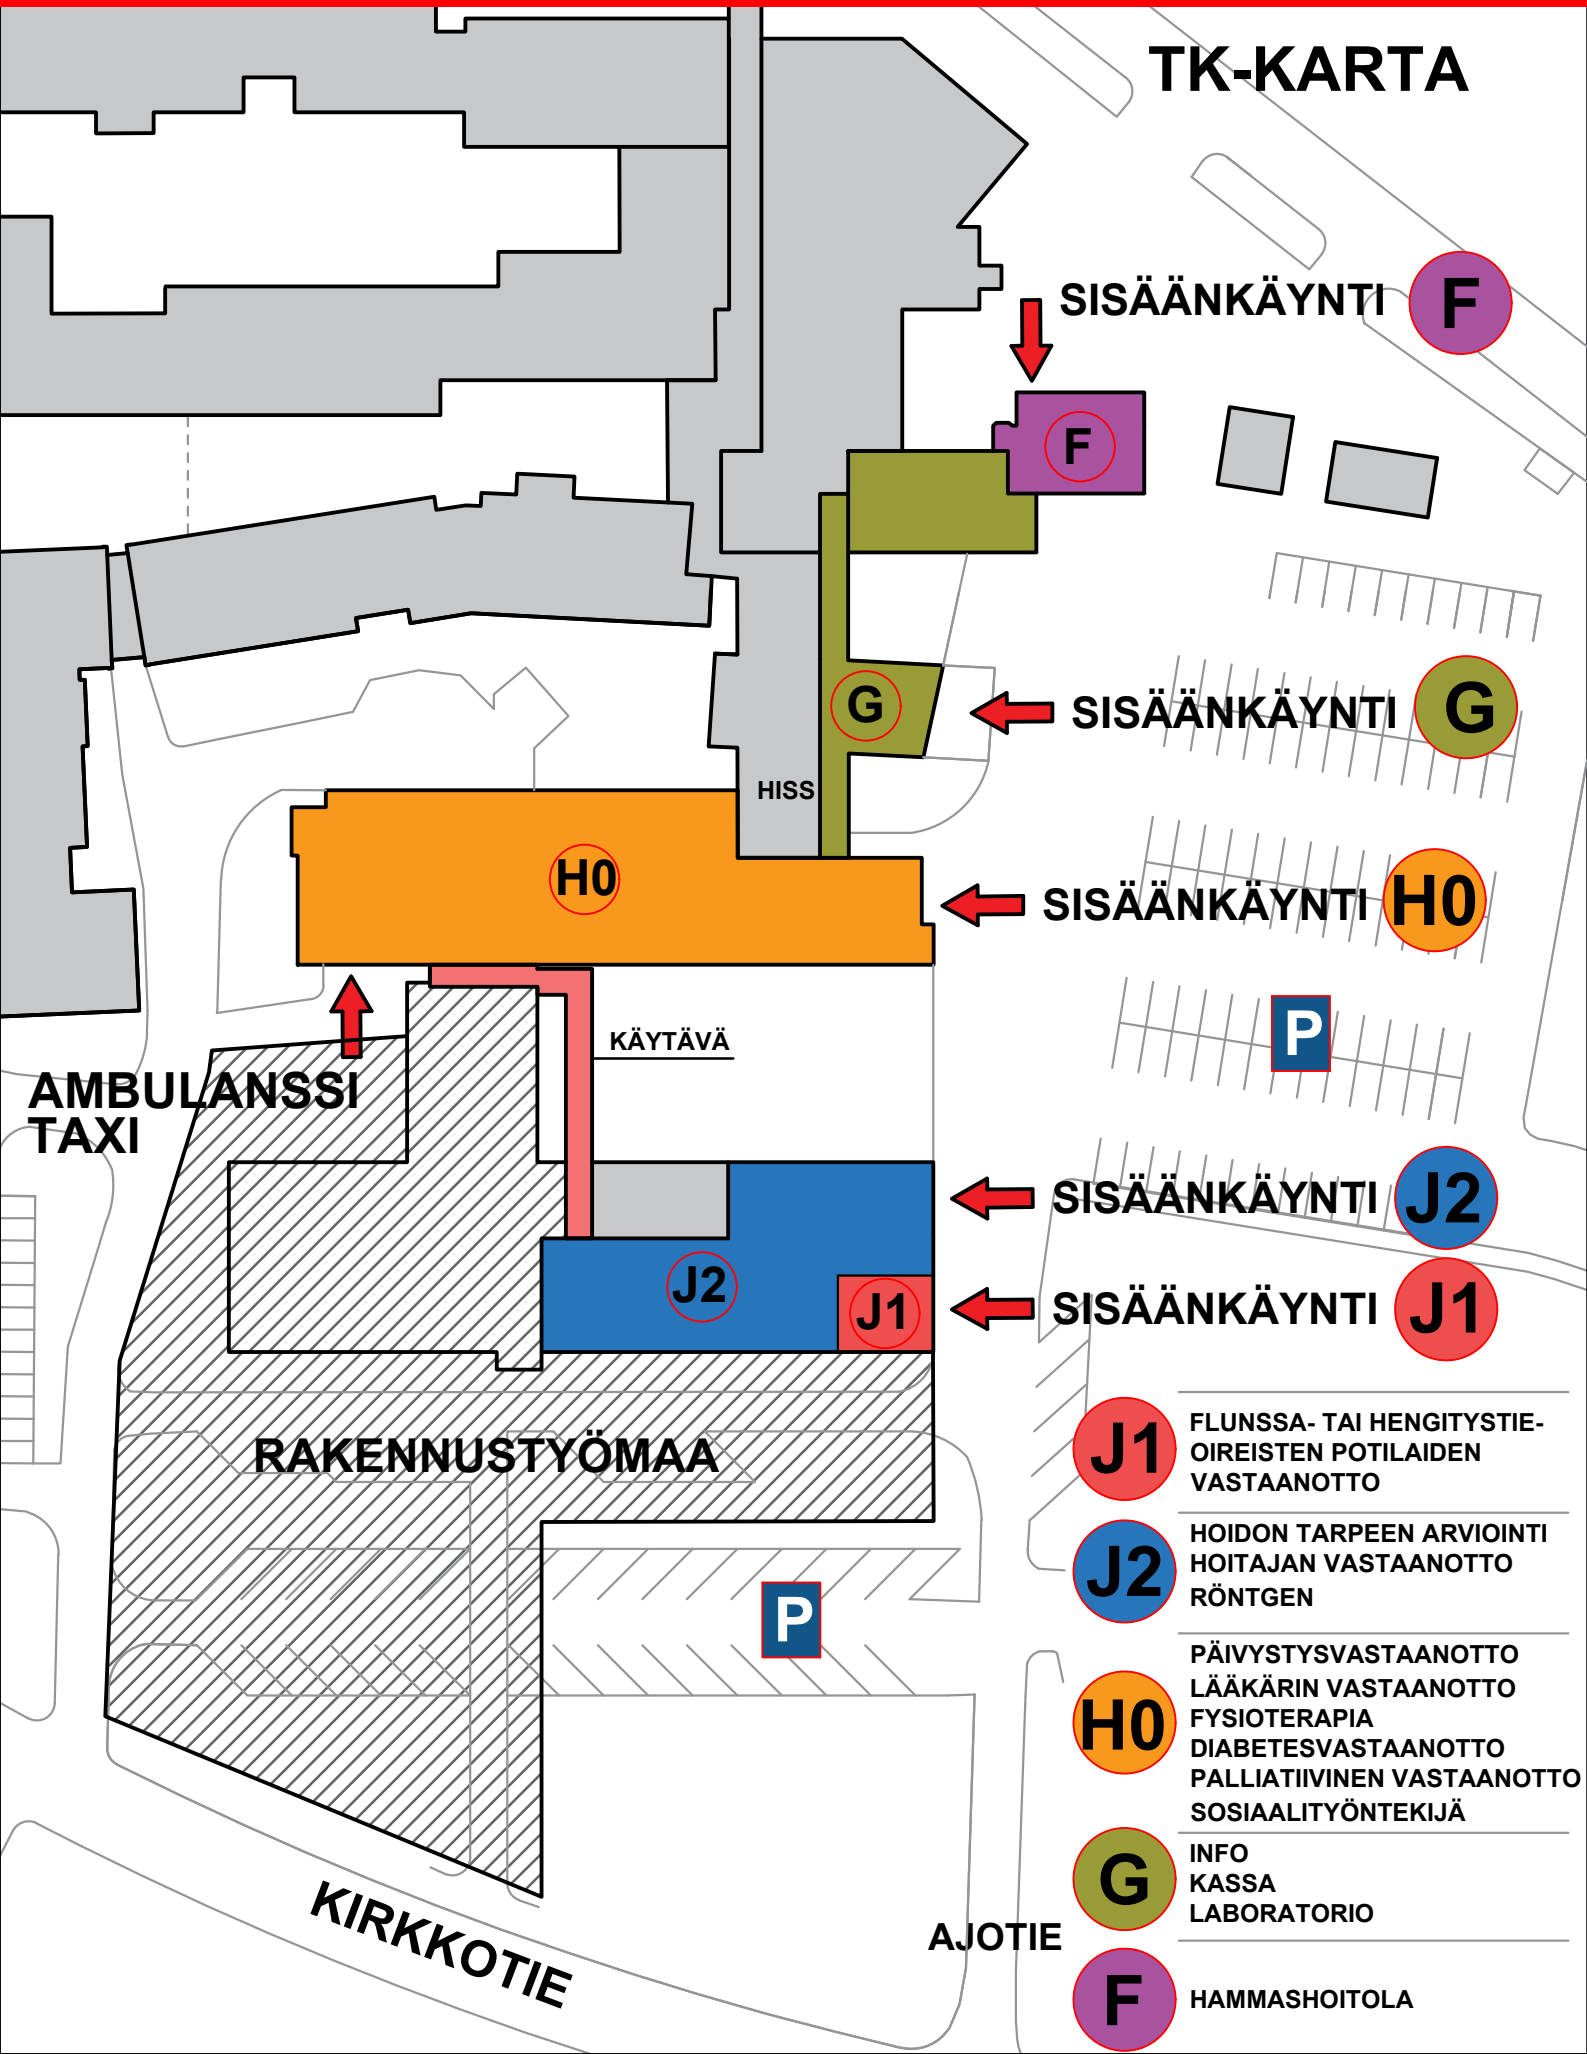 TK-KARTA
SISÄÄNKÄYNTI F
F
SISÄÄNKÄYNTI G
G
HISS
H0
SISÄÄNKÄYNTI H0
P
KÄYTÄVÄ
AMBULANSSI
TAXI
SISÄÄNKÄYNTI J2
J2
J1
SISÄÄNKÄYNTI J1
RAKENNUSTYÖMAA
P
KIRKKOTIE
AJOTIE
J1
FLUNSSA- TAI HENGITYSTIE-
OIREISTEN POTILAIDEN
VASTAANOTTO
J2
HOIDON TARPEEN ARVIOINTI
HOITAJAN VASTAANOTTO
RÖNTGEN
H0
PÄIVYSTYSVASTAANOTTO
LÄÄKÄRIN VASTAANOTTO
FYSIOTERAPIA
DIABETESVASTAANOTTO
PALLIATIIVINEN VASTAANOTTO
SOSIAALITYÖNTEKIJÄ
G
INFO
KASSA
LABORATORIO
F
HAMMASHOITOLA